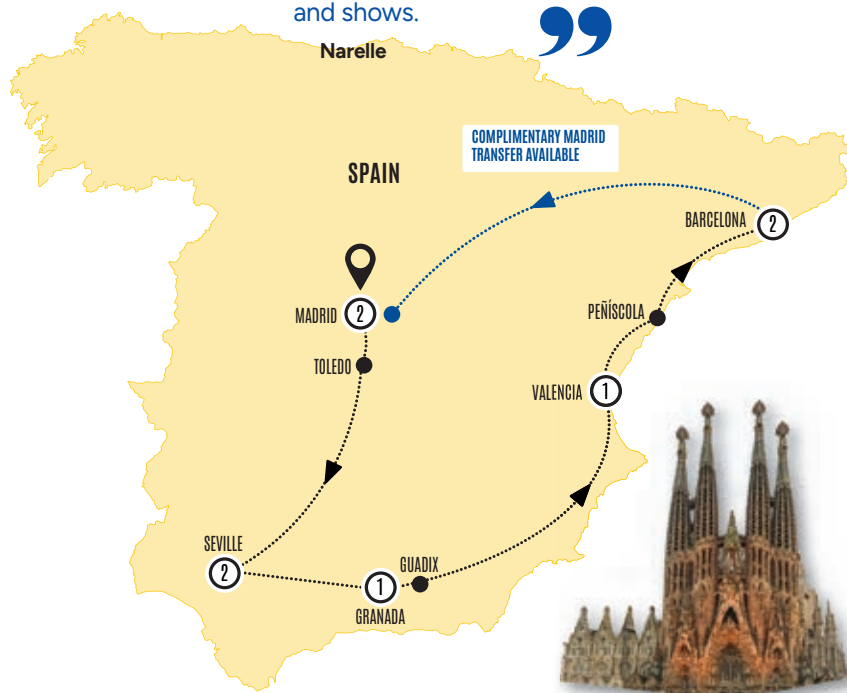 and shows.
Narelle
”
COMPLIMENTARY MADRID
TRANSFER AVAILABLE
SPAIN
BARCELONA
2
MADRID
2
PEÑÍSCOLA
TOLEDO
VALENCIA
1
SEVILLE
2
GUADIX
1
GRANADA